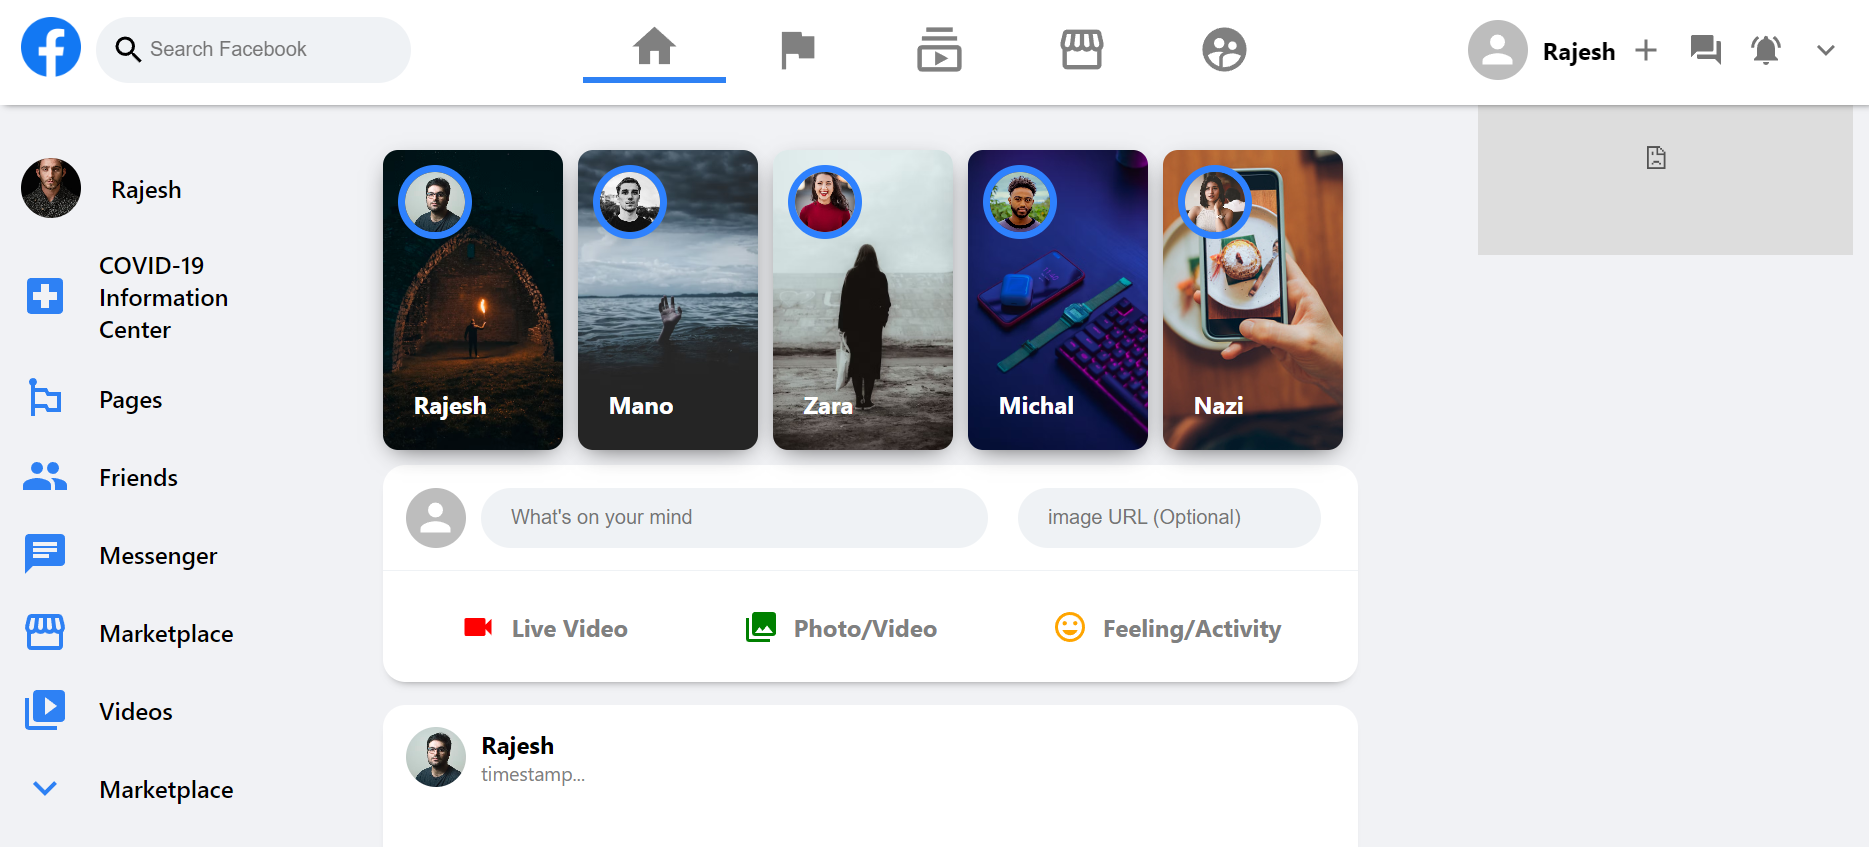 Search Facebook
Rajesh
Rajesh
COVID-19
Information
Center
Pages
Friends
Messenger
Marketplace
Videos
Marketplace
Rajesh
Mano
Zara
Michal
Nazi
What's on your mind
image URL (Optional)
Live Video
Photo/Video
Feeling/Activity
Rajesh
timestamp...